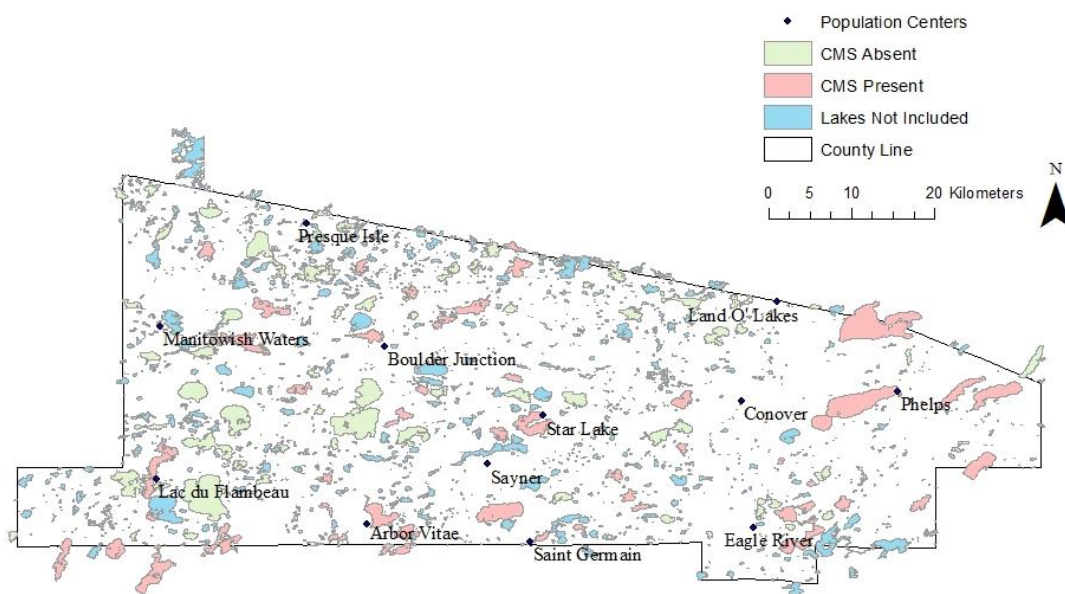 Population Centers
CMS Absent
CMS Present
Lakes Not Included
County Line
0 5 10 20 Kilometers
N
Presque Isle
Land O' Lakes
Manitowish Waters
Boulder Junction
Phelps
Conover
Star Lake
Sayner
Lac du Flambeau
Arbor Vitae
Eagle River
Saint Germain